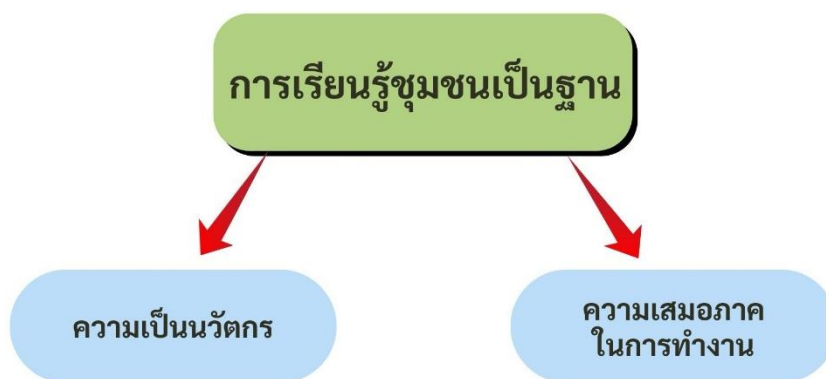 การเรียนรู้ชุมชนเป็นฐาน
ความเป็นนวัตกร
ความเสมอภาค
ในการทำงาน